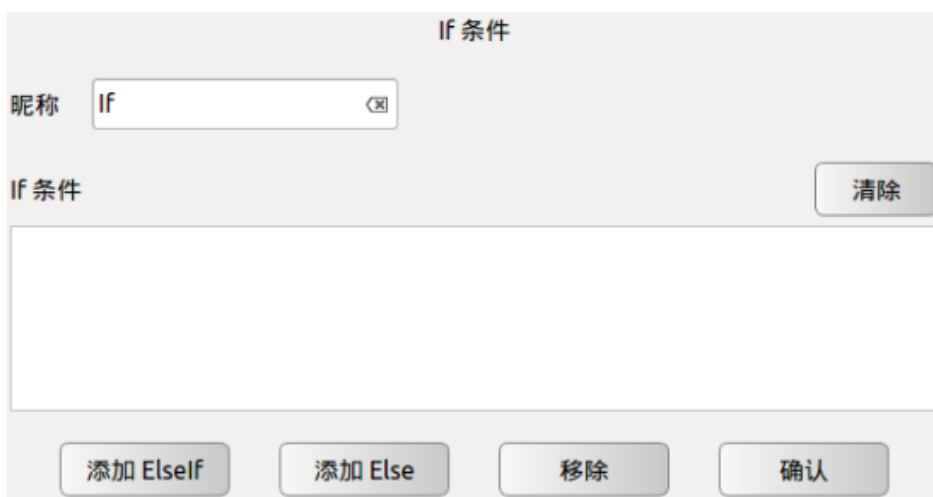 If 条件
昵称 If
If 条件 清除
添加 ElseIf 添加 Else 移除 确认